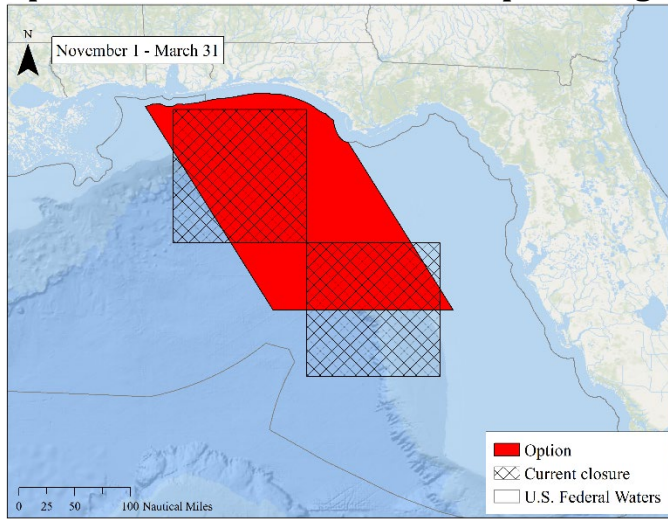 N
November 1 - March 31
Option
Current closure
U.S. Federal Waters
0 25 50 100 Nautical Miles